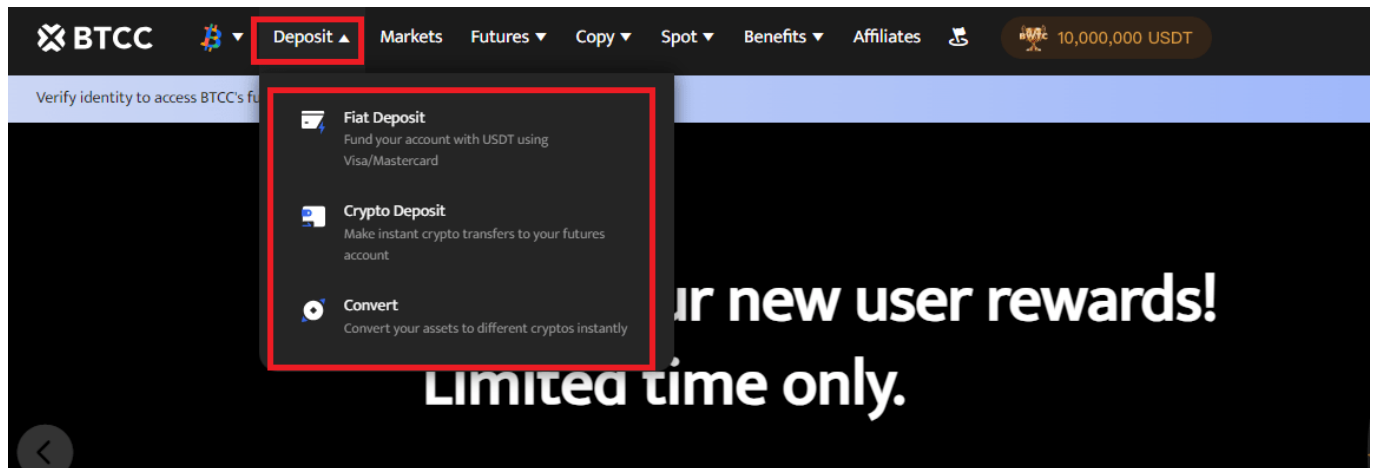 BTCC
Deposit ▲ Markets Futures ▼ Copy ▼ Spot ▼ Benefits ▼ Affiliates 10,000,000 USDT
Verify identity to access BTCC's fu
Fiat Deposit
Fund your account with USDT using
Visa/Mastercard
Crypto Deposit
Make instant crypto transfers to your futures
account
Convert
Convert your assets to different cryptos instantly
ur new user rewards!
Limited time only.